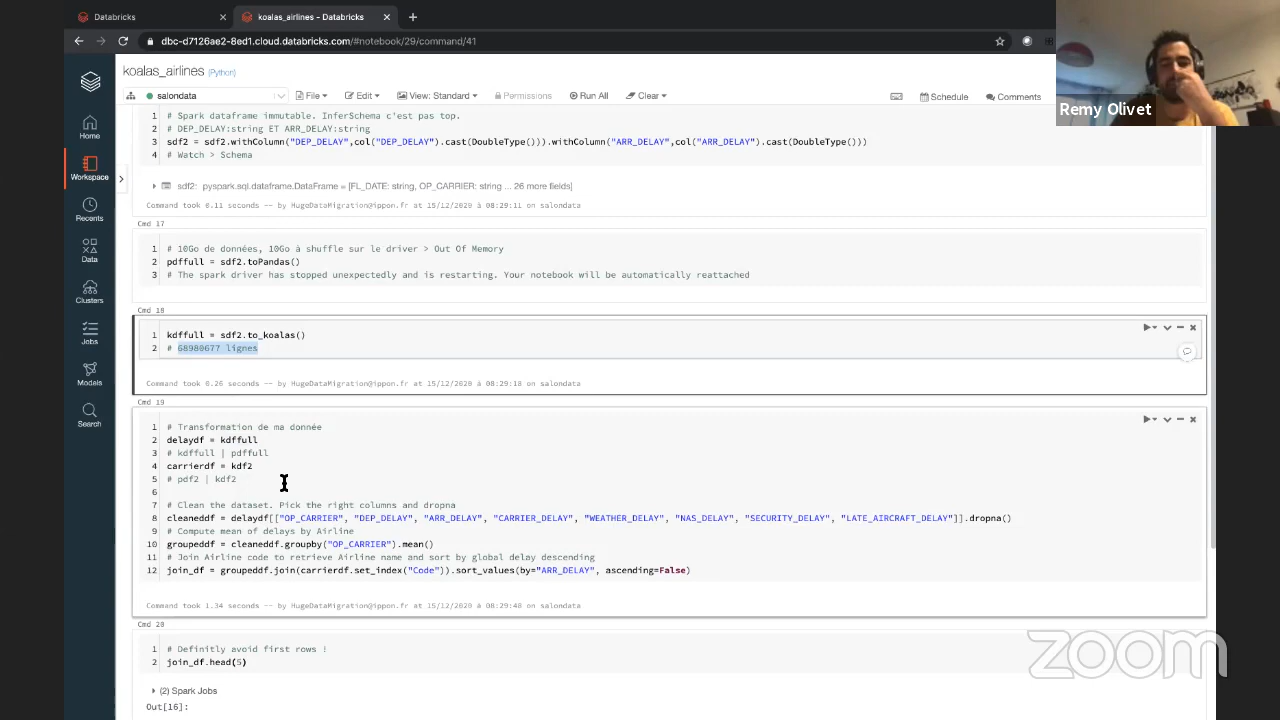 Databricks
koalas_airlines - Databricks
dbc-d7126ae2-8ed1.cloud.databricks.com/#notebook/29/command/41
Remy Olivet
koalas_airlines (Python)
salondata
File
Edit
View: Standard
Permissions
Run All
Clear
Schedule
Comments
Home
Workspace
Recents
Data
Clusters
Jobs
Models
Search
1 # Spark dataframe immutable. InferSchema c'est pas top.
2 # DEP_DELAY:string ET ARR_DELAY:string
3 sdf2 = sdf2.withColumn("DEP_DELAY",col("DEP_DELAY").cast(DoubleType())).withColumn("ARR_DELAY",col("ARR_DELAY").cast(DoubleType()))
4 # Watch > Schema
sdf2: pyspark.sql.dataframe.DataFrame = [FL_DATE: string, OP_CARRIER: string ... 26 more fields]
Command took 0.11 seconds -- by HugeDataMigration@ippon.fr at 15/12/2020 à 08:29:11 on salondata
Cmd 17
1 # 10Go de données, 10Go à shuffle sur le driver > Out Of Memory
2 pdffull = sdf2.toPandas()
3 # The spark driver has stopped unexpectedly and is restarting. Your notebook will be automatically reattached
Cmd 18
1 kdffull = sdf2.to_koalas()
2 # 68980677 lignes
Command took 0.26 seconds -- by HugeDataMigration@ippon.fr at 15/12/2020 à 08:29:18 on salondata
Cmd 19
1 # Transformation de ma donnée
2 delaydf = kdffull
3 # kdffull | pdffull
4 carrierdf = kdf2
5 # pdf2 | kdf2
6
7 # Clean the dataset. Pick the right columns and dropna
8 cleaneddf = delaydf[["OP_CARRIER", "DEP_DELAY", "ARR_DELAY", "CARRIER_DELAY", "WEATHER_DELAY", "NAS_DELAY", "SECURITY_DELAY", "LATE_AIRCRAFT_DELAY"]].dropna()
9 # Compute mean of delays by Airline
10 groupeddf = cleaneddf.groupby("OP_CARRIER").mean()
11 # Join Airline code to retrieve Airline name and sort by global delay descending
12 join_df = groupeddf.join(carrierdf.set_index("Code")).sort_values(by="ARR_DELAY", ascending=False)
Command took 1.34 seconds -- by HugeDataMigration@ippon.fr at 15/12/2020 à 08:29:40 on salondata
Cmd 20
1 # Definitly avoid first rows !
2 join_df.head(5)
(2) Spark Jobs
Out[16]:
zoom